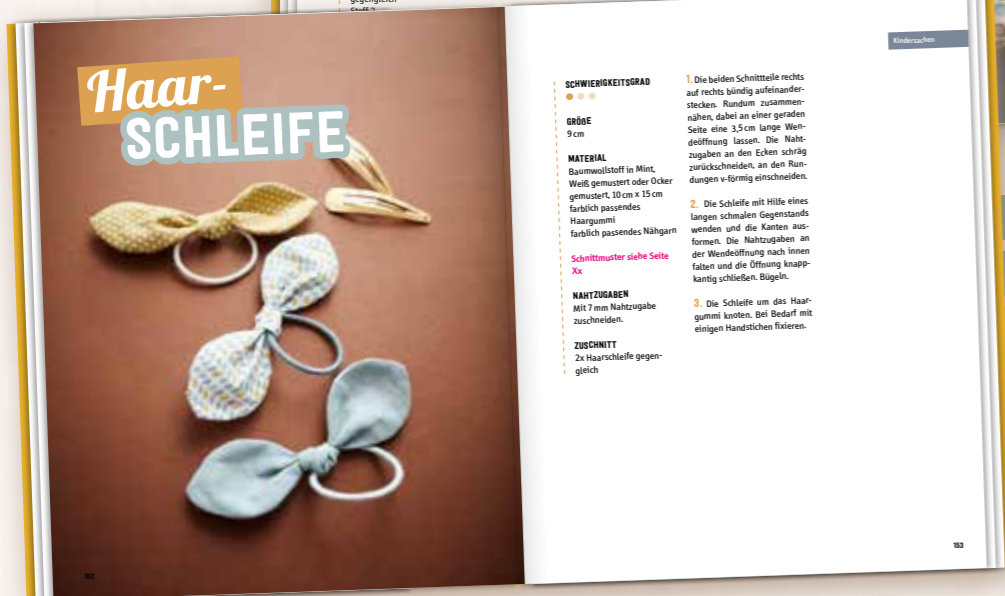 gegengleich
Haar-
SCHLEIFE
152
Kindersachen
SCHWIERIGKEITSGRAD
GRÖẞE
9 cm
MATERIAL
Baumwollstoff in Mint,
Weiß gemustert oder Ocker
gemustert, 10 cm x 15 cm
farblich passendes
Haargummi
farblich passendes Nähgarn
Schnittmuster siehe Seite
Xx
NAHTZUGABEN
Mit 7 mm Nahtzugabe
zuschneiden.
ZUSCHNITT
2x Haarschleife gegen-
gleich
1. Die beiden Schnittteile rechts
auf rechts bündig aufeinander-
stecken. Rundum zusammen-
nähen, dabei an einer geraden
Seite eine 3,5 cm lange Wen-
deöffnung lassen. Die Naht-
zugaben an den Ecken schräg
zurückschneiden, an den Run-
dungen v-förmig einschneiden.
2. Die Schleife mit Hilfe eines
langen schmalen Gegenstands
wenden und die Kanten aus-
formen. Die Nahtzugaben an
der Wendeöffnung nach innen
falten und die Öffnung knapp-
kantig schließen. Bügeln.
3. Die Schleife um das Haar-
gummi knoten. Bei Bedarf mit
einigen Handstichen fixieren.
153